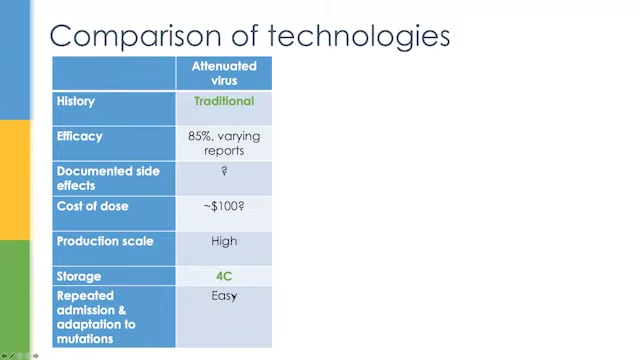 Comparison of technologies
Attenuated
virus
History
Traditional
Efficacy
85%, varying
reports
Documented side
effects
?
Cost of dose
~$100?
Production scale
High
Storage
4C
Repeated
admission &
adaptation to
mutations
Easy